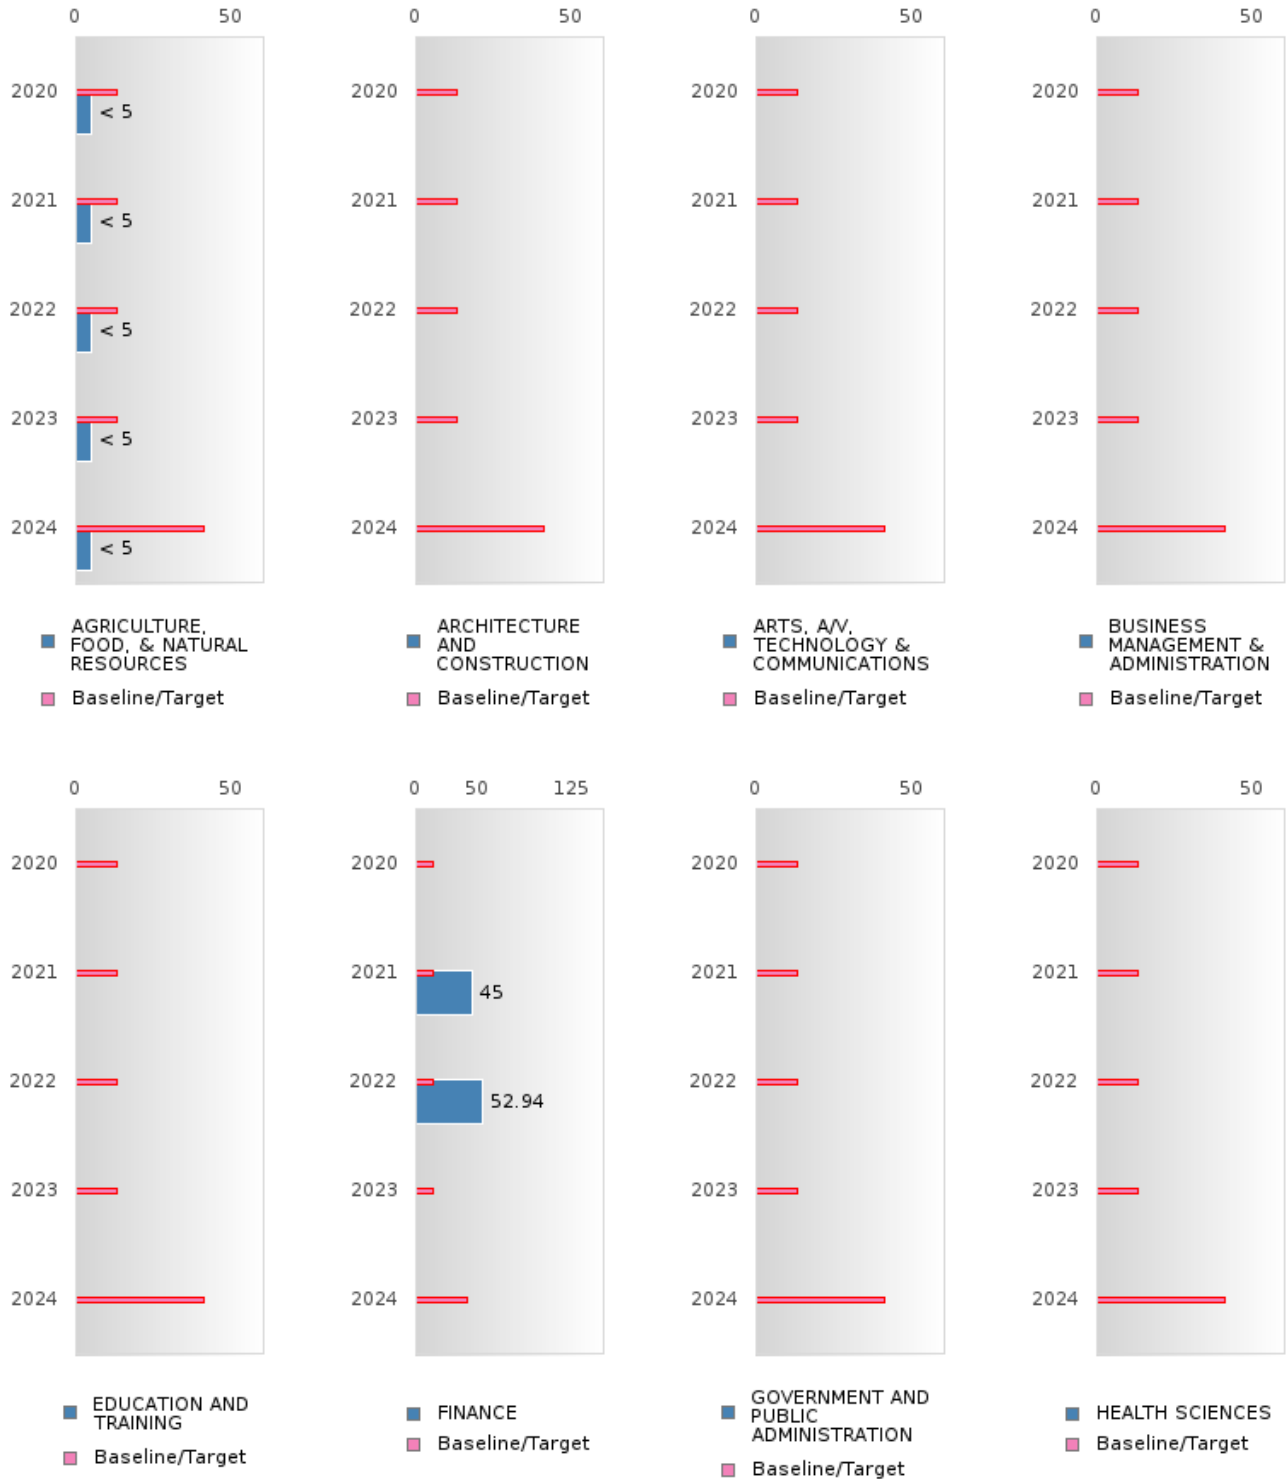 0 50
2020
< 5
2021
< 5
2022
< 5
2023
< 5
2024
< 5
AGRICULTURE,
FOOD, & NATURAL
RESOURCES
Baseline/Target
0 50
2020
2021
2022
2023
2024
ARCHITECTURE
AND
CONSTRUCTION
Baseline/Target
0 50
2020
2021
2022
2023
2024
ARTS, A/V,
TECHNOLOGY &
COMMUNICATIONS
Baseline/Target
0 50
2020
2021
2022
2023
2024
BUSINESS
MANAGEMENT &
ADMINISTRATION
Baseline/Target
0 50
2020
2021
2022
2023
2024
EDUCATION AND
TRAINING
Baseline/Target
0 50 125
2020
2021
45
2022
52.94
2023
2024
FINANCE
Baseline/Target
0 50
2020
2021
2022
2023
2024
GOVERNMENT AND
PUBLIC
ADMINISTRATION
Baseline/Target
0 50
2020
2021
2022
2023
2024
HEALTH SCIENCES
Baseline/Target